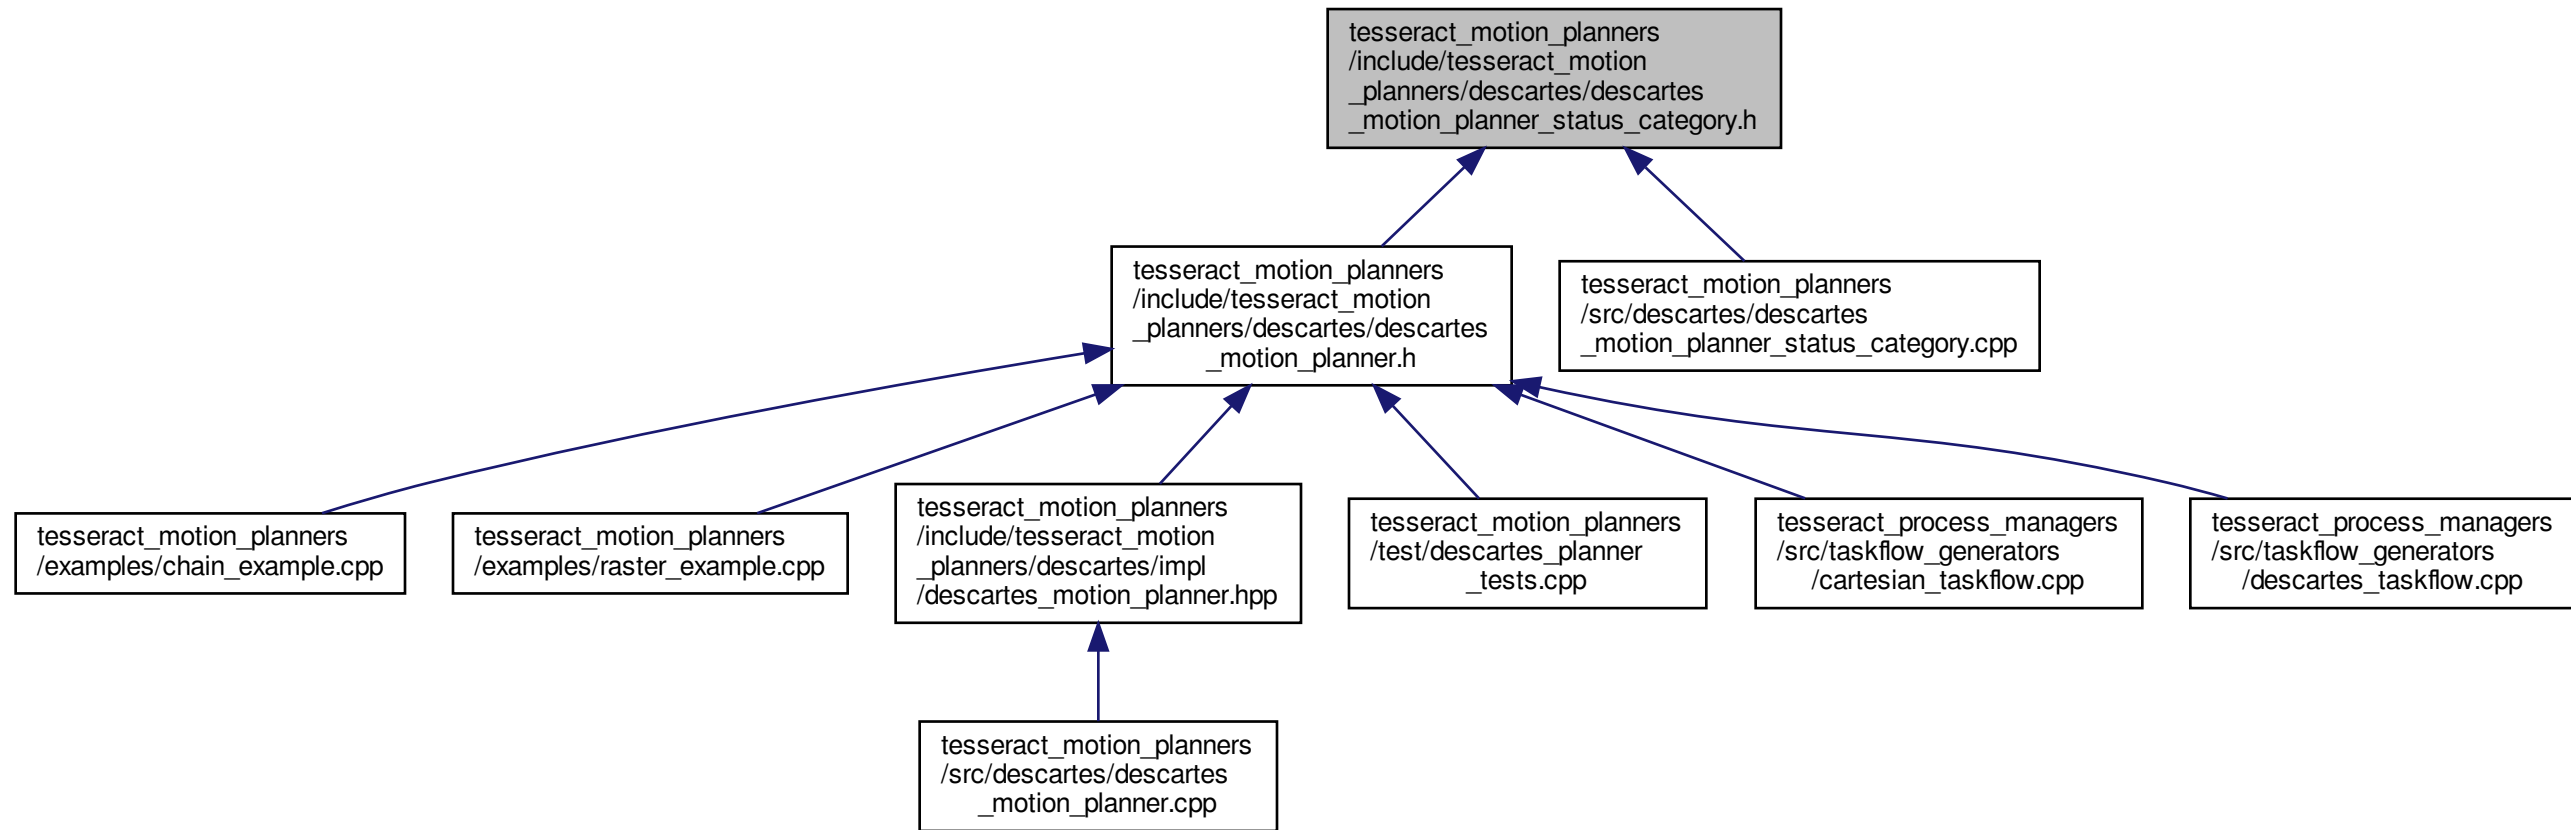 tesseract_motion_planners
/include/tesseract_motion
_planners/descartes/descartes
_motion_planner_status_category.h
tesseract_motion_planners
/include/tesseract_motion
_planners/descartes/descartes
_motion_planner.h
tesseract_motion_planners
/src/descartes/descartes
_motion_planner_status_category.cpp
tesseract_motion_planners
/examples/chain_example.cpp
tesseract_motion_planners
/examples/raster_example.cpp
tesseract_motion_planners
/include/tesseract_motion
_planners/descartes/impl
/descartes_motion_planner.hpp
tesseract_motion_planners
/test/descartes_planner
_tests.cpp
tesseract_process_managers
/src/taskflow_generators
/cartesian_taskflow.cpp
tesseract_process_managers
/src/taskflow_generators
/descartes_taskflow.cpp
tesseract_motion_planners
/src/descartes/descartes
_motion_planner.cpp